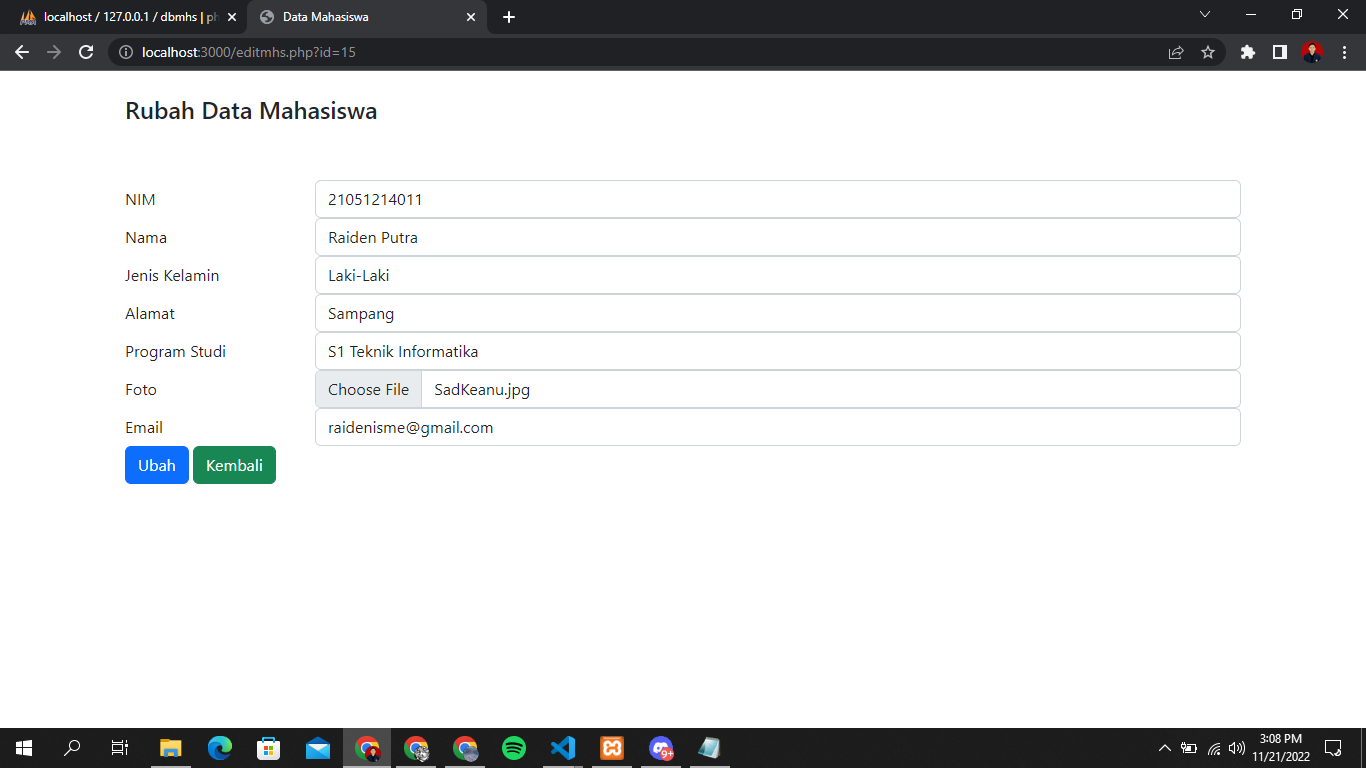 localhost / 127.0.0.1 / dbmhs | ph
Data Mahasiswa
localhost:3000/editmhs.php?id=15
Rubah Data Mahasiswa
NIM 21051214011
Nama Raiden Putra
Jenis Kelamin Laki-Laki
Alamat Sampang
Program Studi S1 Teknik Informatika
Foto Choose File SadKeanu.jpg
Email raidenisme@gmail.com
Ubah Kembali
9+
3:08 PM
11/21/2022